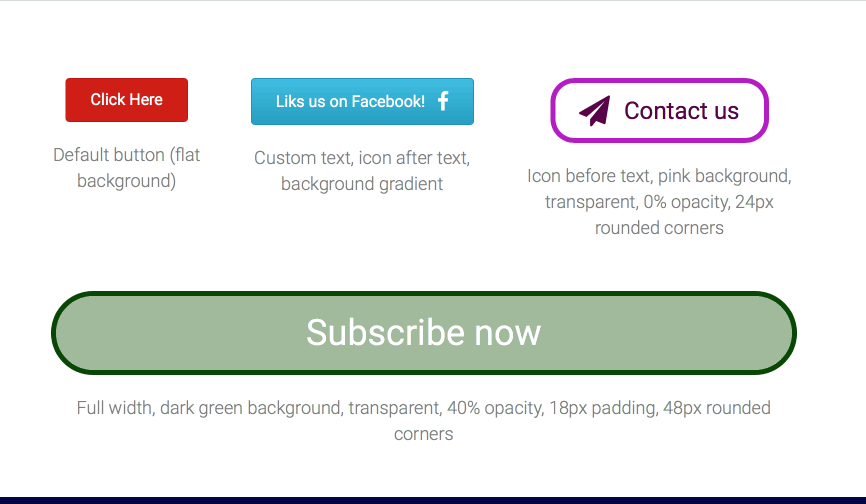 Click Here
Default button (flat
background)
Liks us on Facebook!
Custom text, icon after text,
background gradient
Contact us
Icon before text, pink background,
transparent, 0% opacity, 24px
rounded corners
Subscribe now
Full width, dark green background, transparent, 40% opacity, 18px padding, 48px rounded
corners